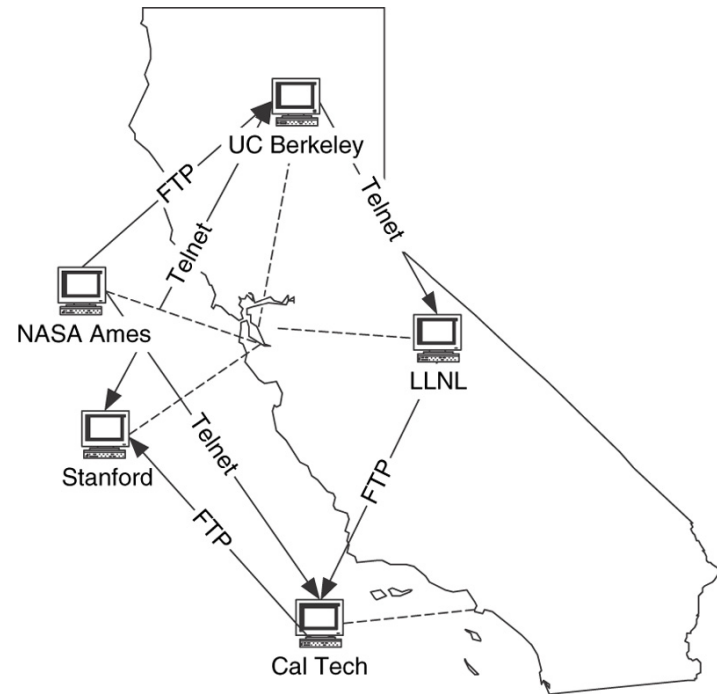 UC Berkeley
FTP
Telnet
Telnet
NASA Ames
LLNL
Telnet
Stanford
FTP
FTP
Cal Tech